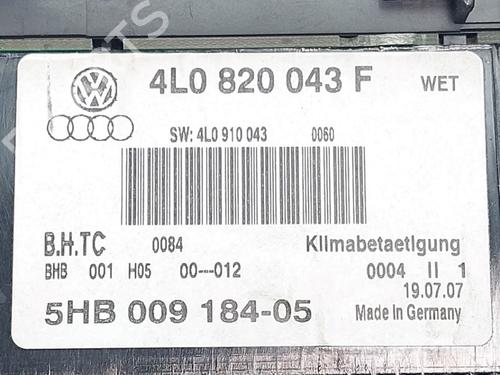 4L0 820 043 F
WET
SW: 4L0 910 043 0060
B.H.TC 0084 Klimabetaetigung
BHB 001 H05 00---012 0004 II 1
19.07.07
5HB 009 184-05 Made in Germany